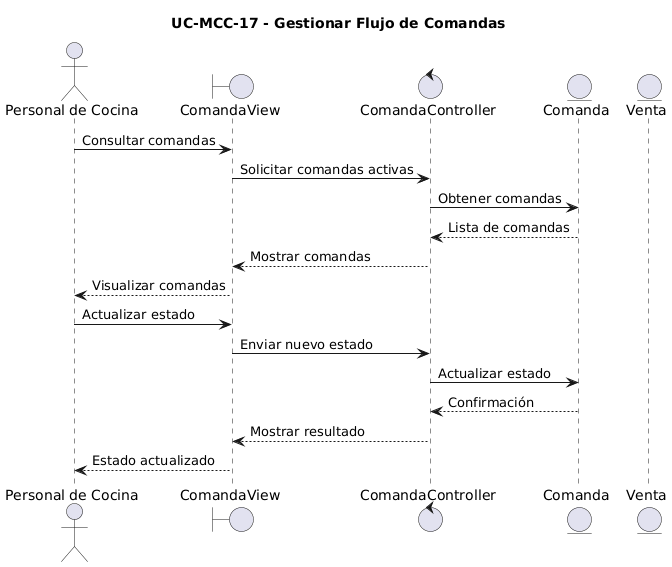 UC-MCC-17 - Gestionar Flujo de Comandas
Personal de Cocina
ComandaView
ComandaController
Comanda
Venta
Consultar comandas
Solicitar comandas activas
Obtener comandas
Lista de comandas
Mostrar comandas
Visualizar comandas
Actualizar estado
Enviar nuevo estado
Actualizar estado
Confirmación
Mostrar resultado
Estado actualizado
Personal de Cocina
ComandaView
ComandaController
Comanda
Venta